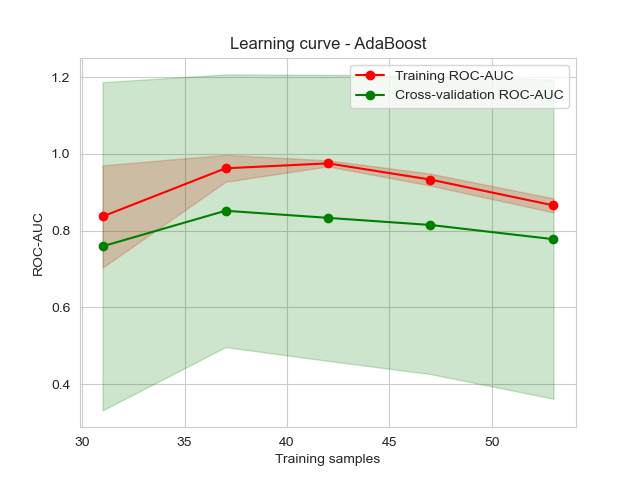 Learning curve - AdaBoost
Training ROC-AUC
Cross-validation ROC-AUC
1.2
1.0
0.8
0.6
0.4
ROC-AUC
30 35 40 45 50
Training samples